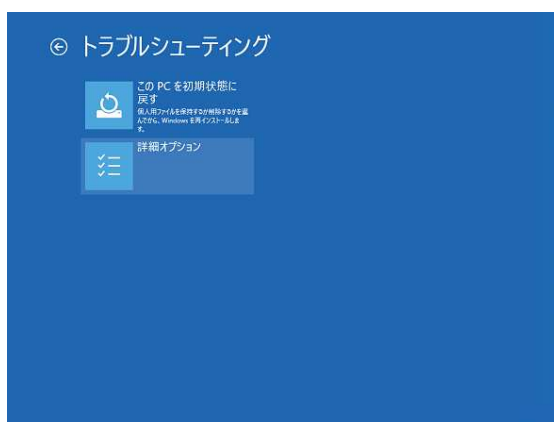 トラブルシューティング
この PC を初期状態に
戻す
個人用ファイルを保持するか削除するかを選
んでから、Windows を再インストールしま
す。
詳細オプション